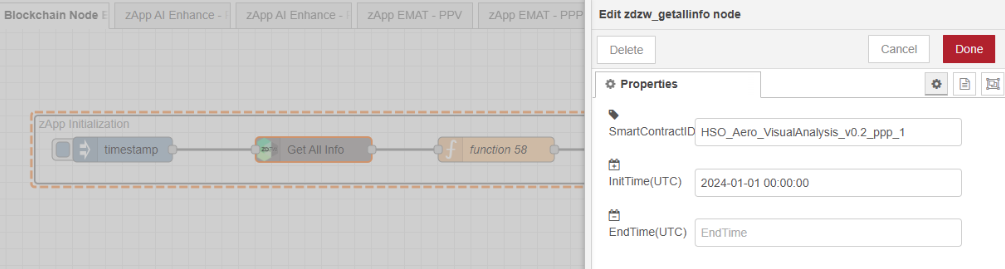 Blockchain Node
zApp AI Enhance -
zApp AI Enhance -
zApp EMAT - PPV
zApp EMAT - PPP
zApp Initialization
timestamp
Get All Info
function 58
Edit zdzw_getallinfo node
Delete
Cancel
Done
Properties
SmartContractID
HSO_Aero_VisualAnalysis_v0.2_ppp_1
InitTime(UTC)
2024-01-01 00:00:00
EndTime(UTC)
EndTime